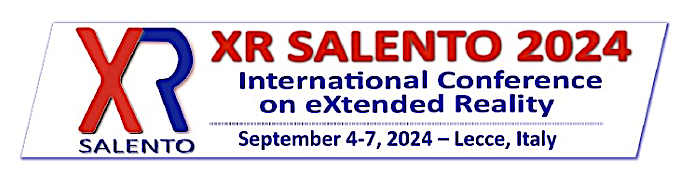 XR
SALENTO
XR SALENTO 2024
International Conference
on eXtended Reality
September 4-7, 2024 – Lecce, Italy